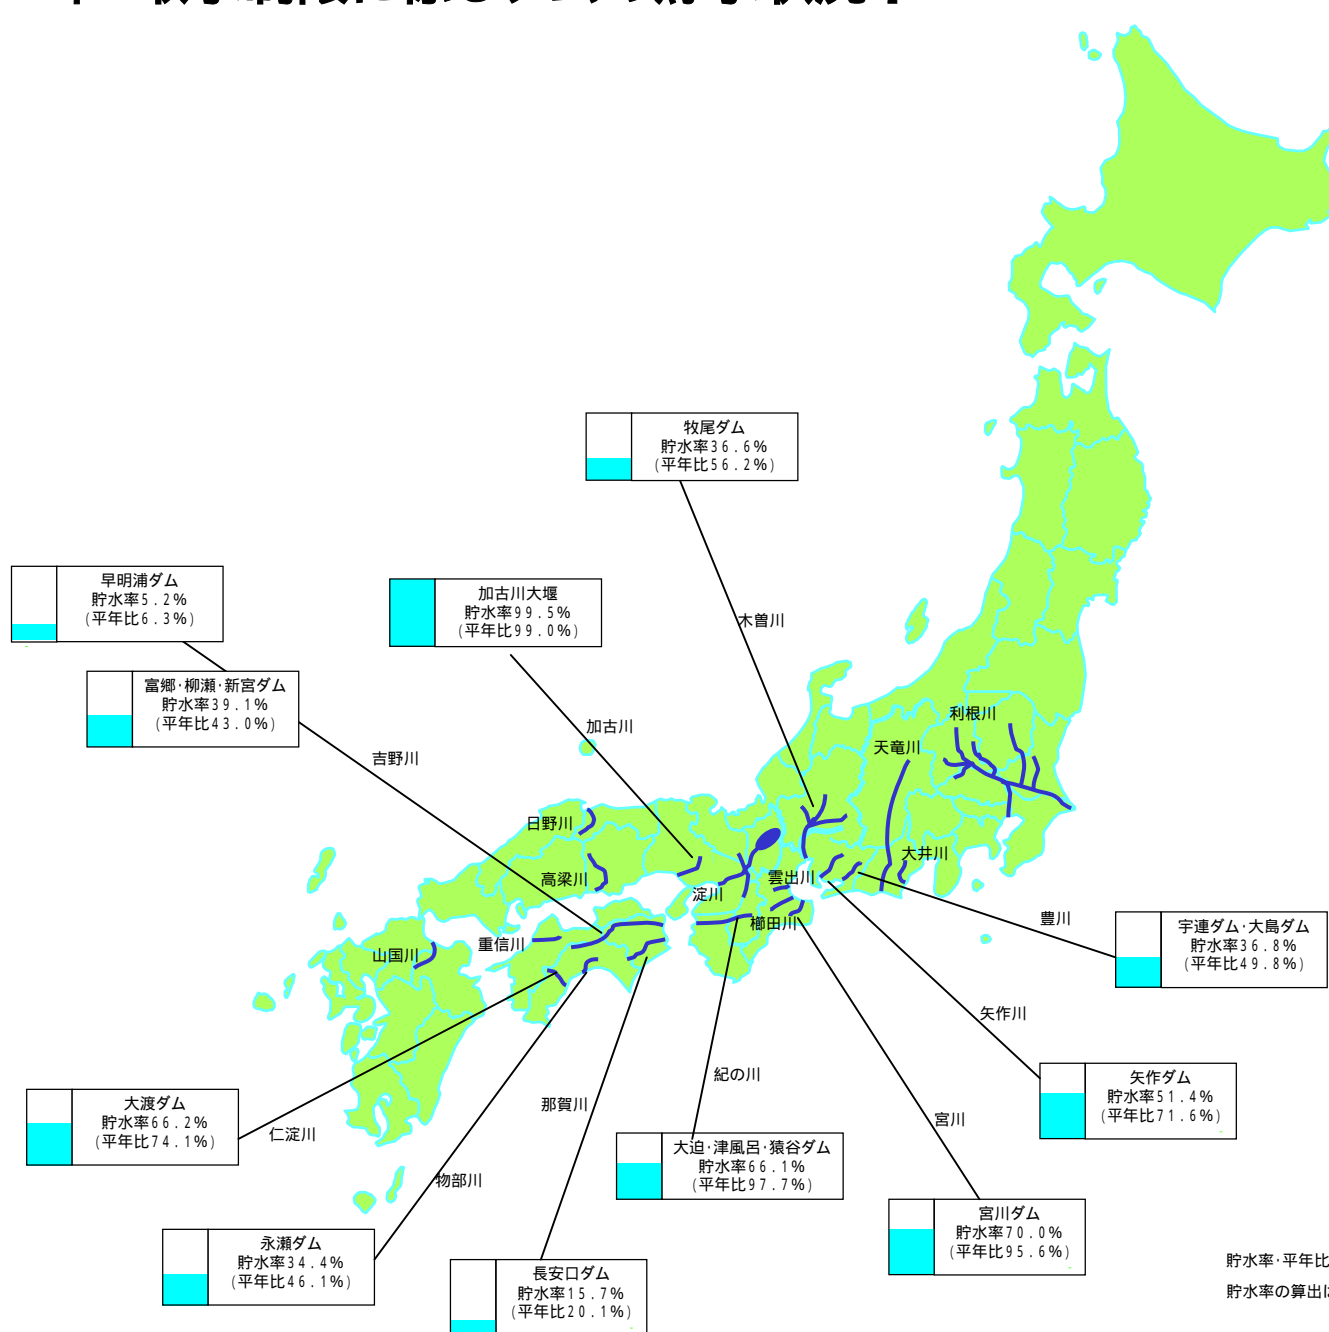 牧尾ダム
貯水率36.6%
(平年比56.2%)
早明浦ダム
貯水率5.2%
(平年比6.3%)
加古川大堰
貯水率99.5%
(平年比99.0%)
木曽川
富郷·柳瀬·新宮ダム
貯水率39.1%
(平年比43.0%)
加古川
利根川
天竜川
吉野川
日野川
大井川
高梁川
雲出川
淀川
櫛田川
豊川
宇連ダム·大島ダム
貯水率36.8%
(平年比49.8%)
重信川
山国川
矢作川
矢作ダム
貯水率51.4%
(平年比71.6%)
紀の川
大渡ダム
貯水率66.2%
(平年比74.1%)
仁淀川
那賀川
宮川
大迫·津風呂·猿谷ダム
貯水率66.1%
(平年比97.7%)
物部川
宮川ダム
貯水率70.0%
(平年比95.6%)
永瀬ダム
貯水率34.4%
(平年比46.1%)
長安口ダム
貯水率15.7%
(平年比20.1%)
貯水率·平年比
貯水率の算出